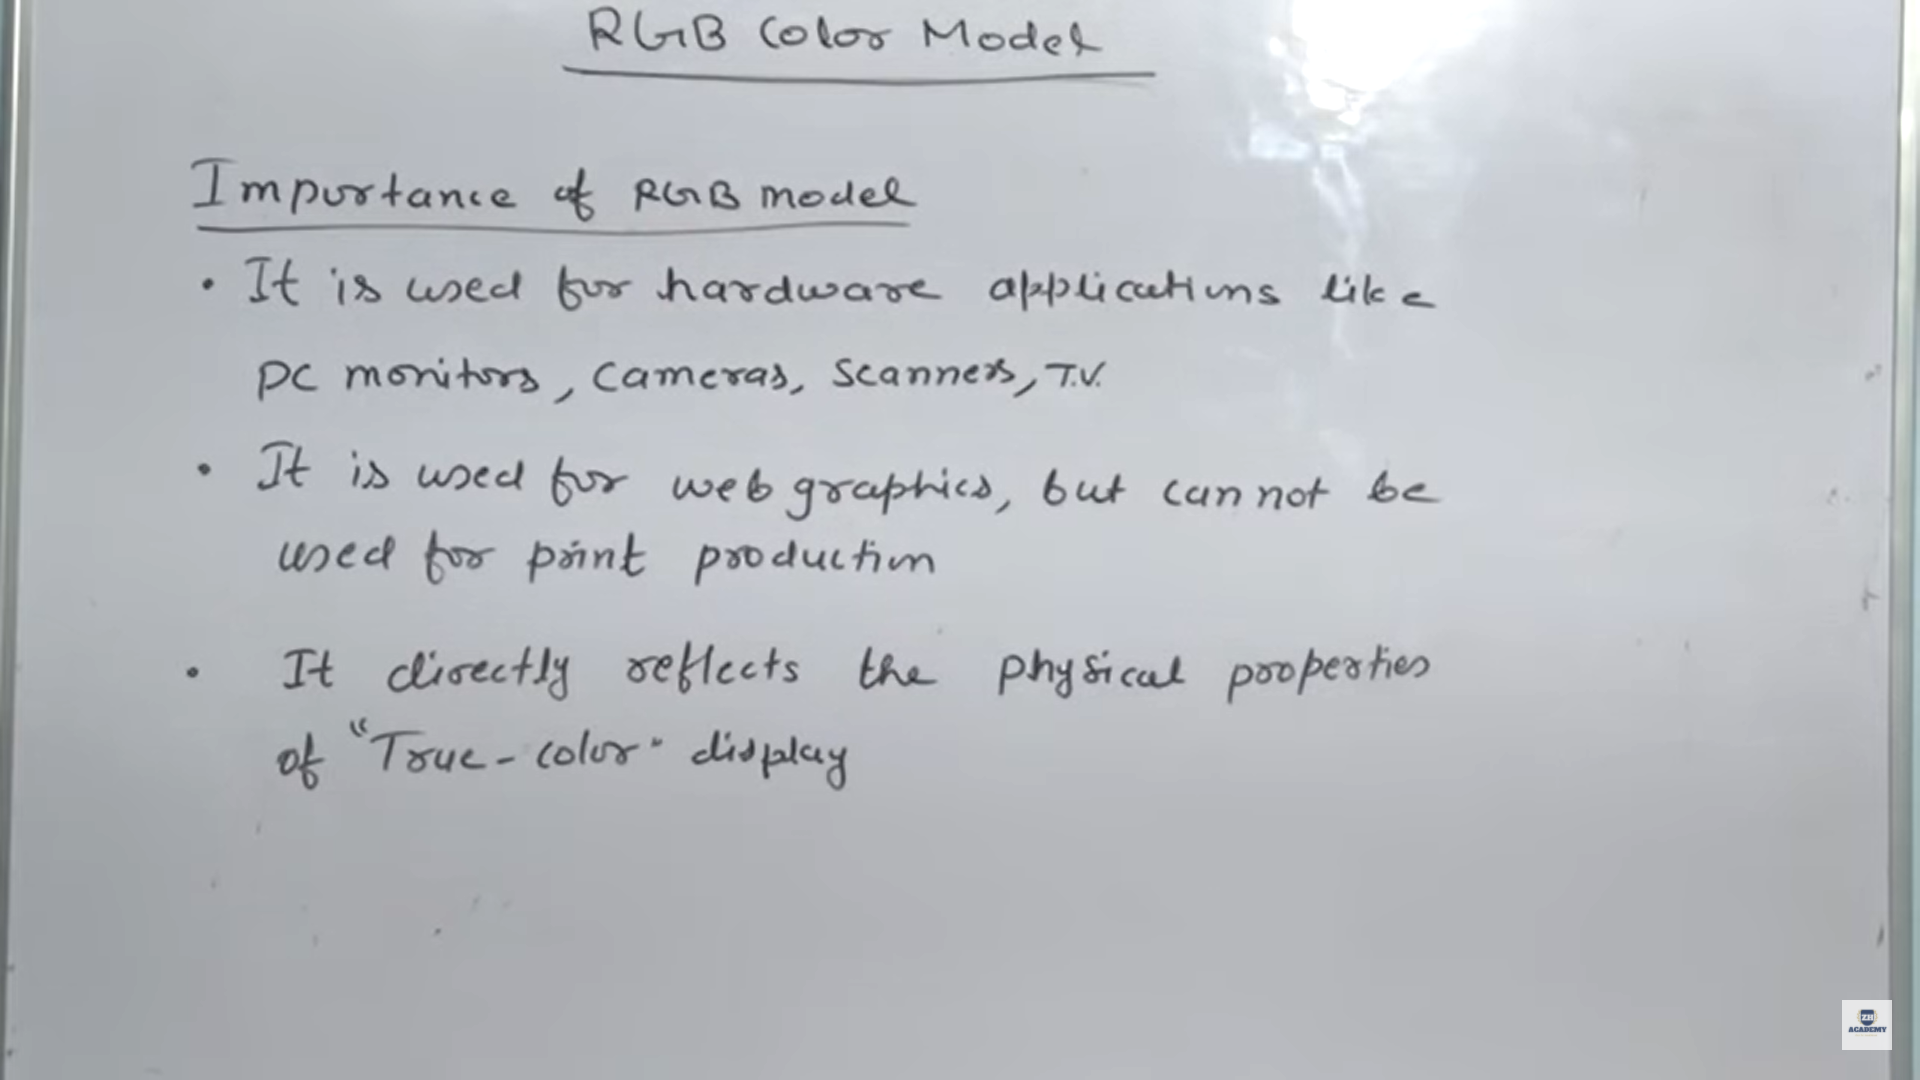 RGB Color Model
Importance of RGB model
• It is used for hardware applications like
PC monitors, Cameras, Scanners, T.V.
• It is used for web graphics, but cannot be
used for print production
• It directly reflects the physical properties
of "True-color" display
ZH
ACADEMY